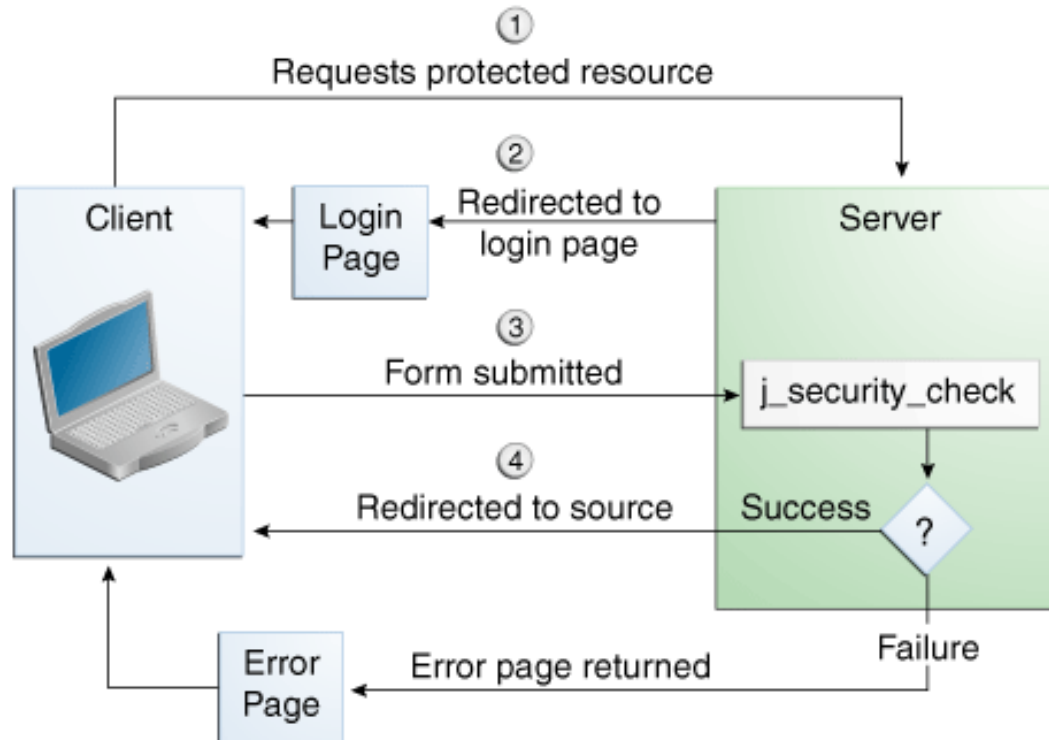 1
Requests protected resource
2
Redirected to
login page
Client
Login
Page
Server
3
Form submitted
j_security_check
4
Redirected to source
Success
?
Failure
Error
Page
Error page returned